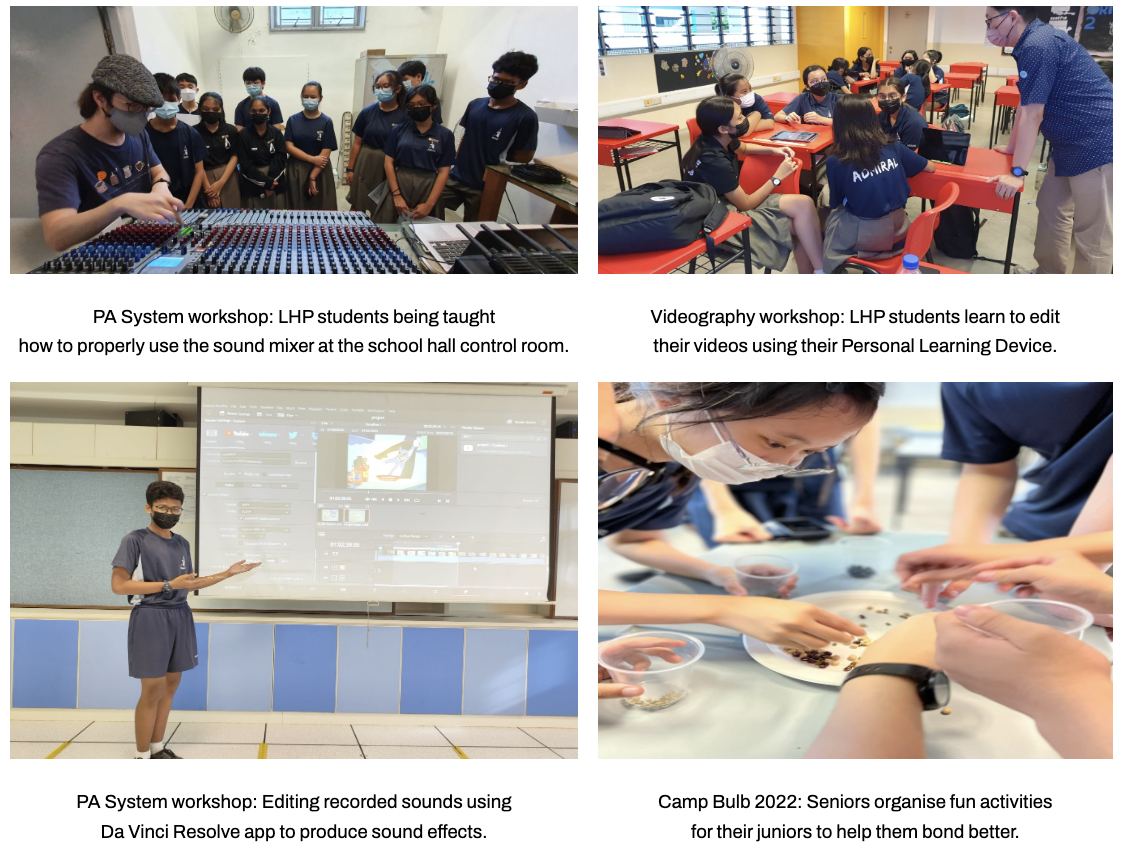 ADMIRAL
PA System workshop: LHP students being taught
how to properly use the sound mixer at the school hall control room.
Videography workshop: LHP students learn to edit
their videos using their Personal Learning Device.
PA System workshop: Editing recorded sounds using
Da Vinci Resolve app to produce sound effects.
Camp Bulb 2022: Seniors organise fun activities
for their juniors to help them bond better.